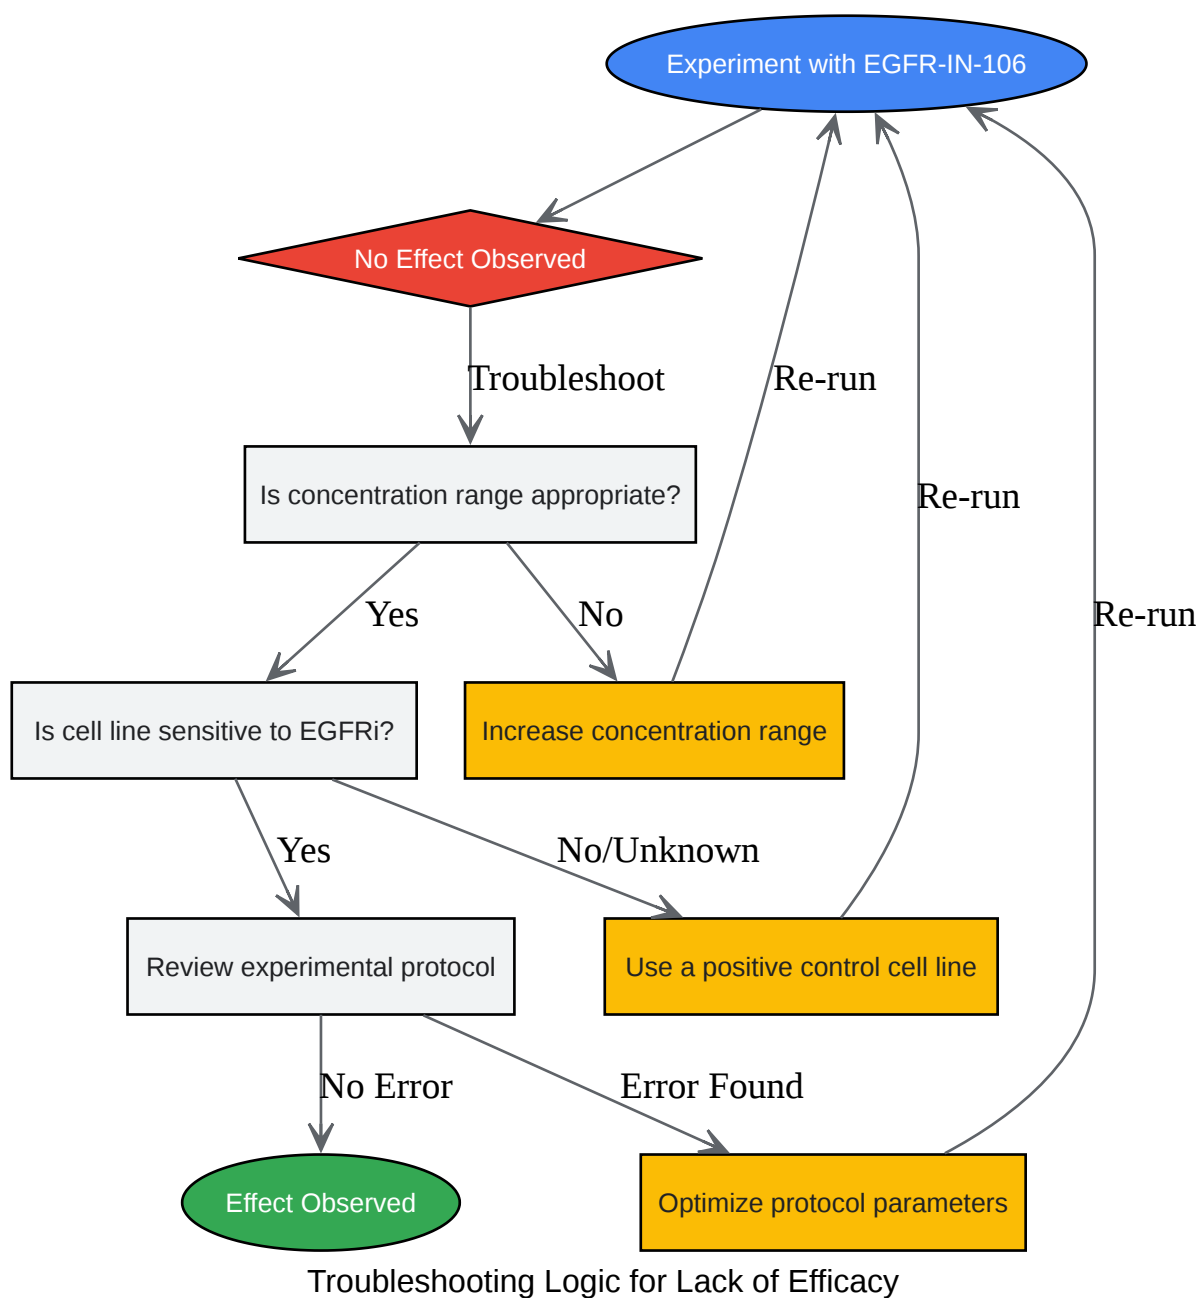 Experiment with EGFR-IN-106
No Effect Observed
Troubleshoot
Re-run
Is concentration range appropriate?
Re-run
Yes
No
Re-run
Is cell line sensitive to EGFRi?
Increase concentration range
Yes
No/Unknown
Review experimental protocol
Use a positive control cell line
No Error
Error Found
Effect Observed
Optimize protocol parameters
Troubleshooting Logic for Lack of Efficacy